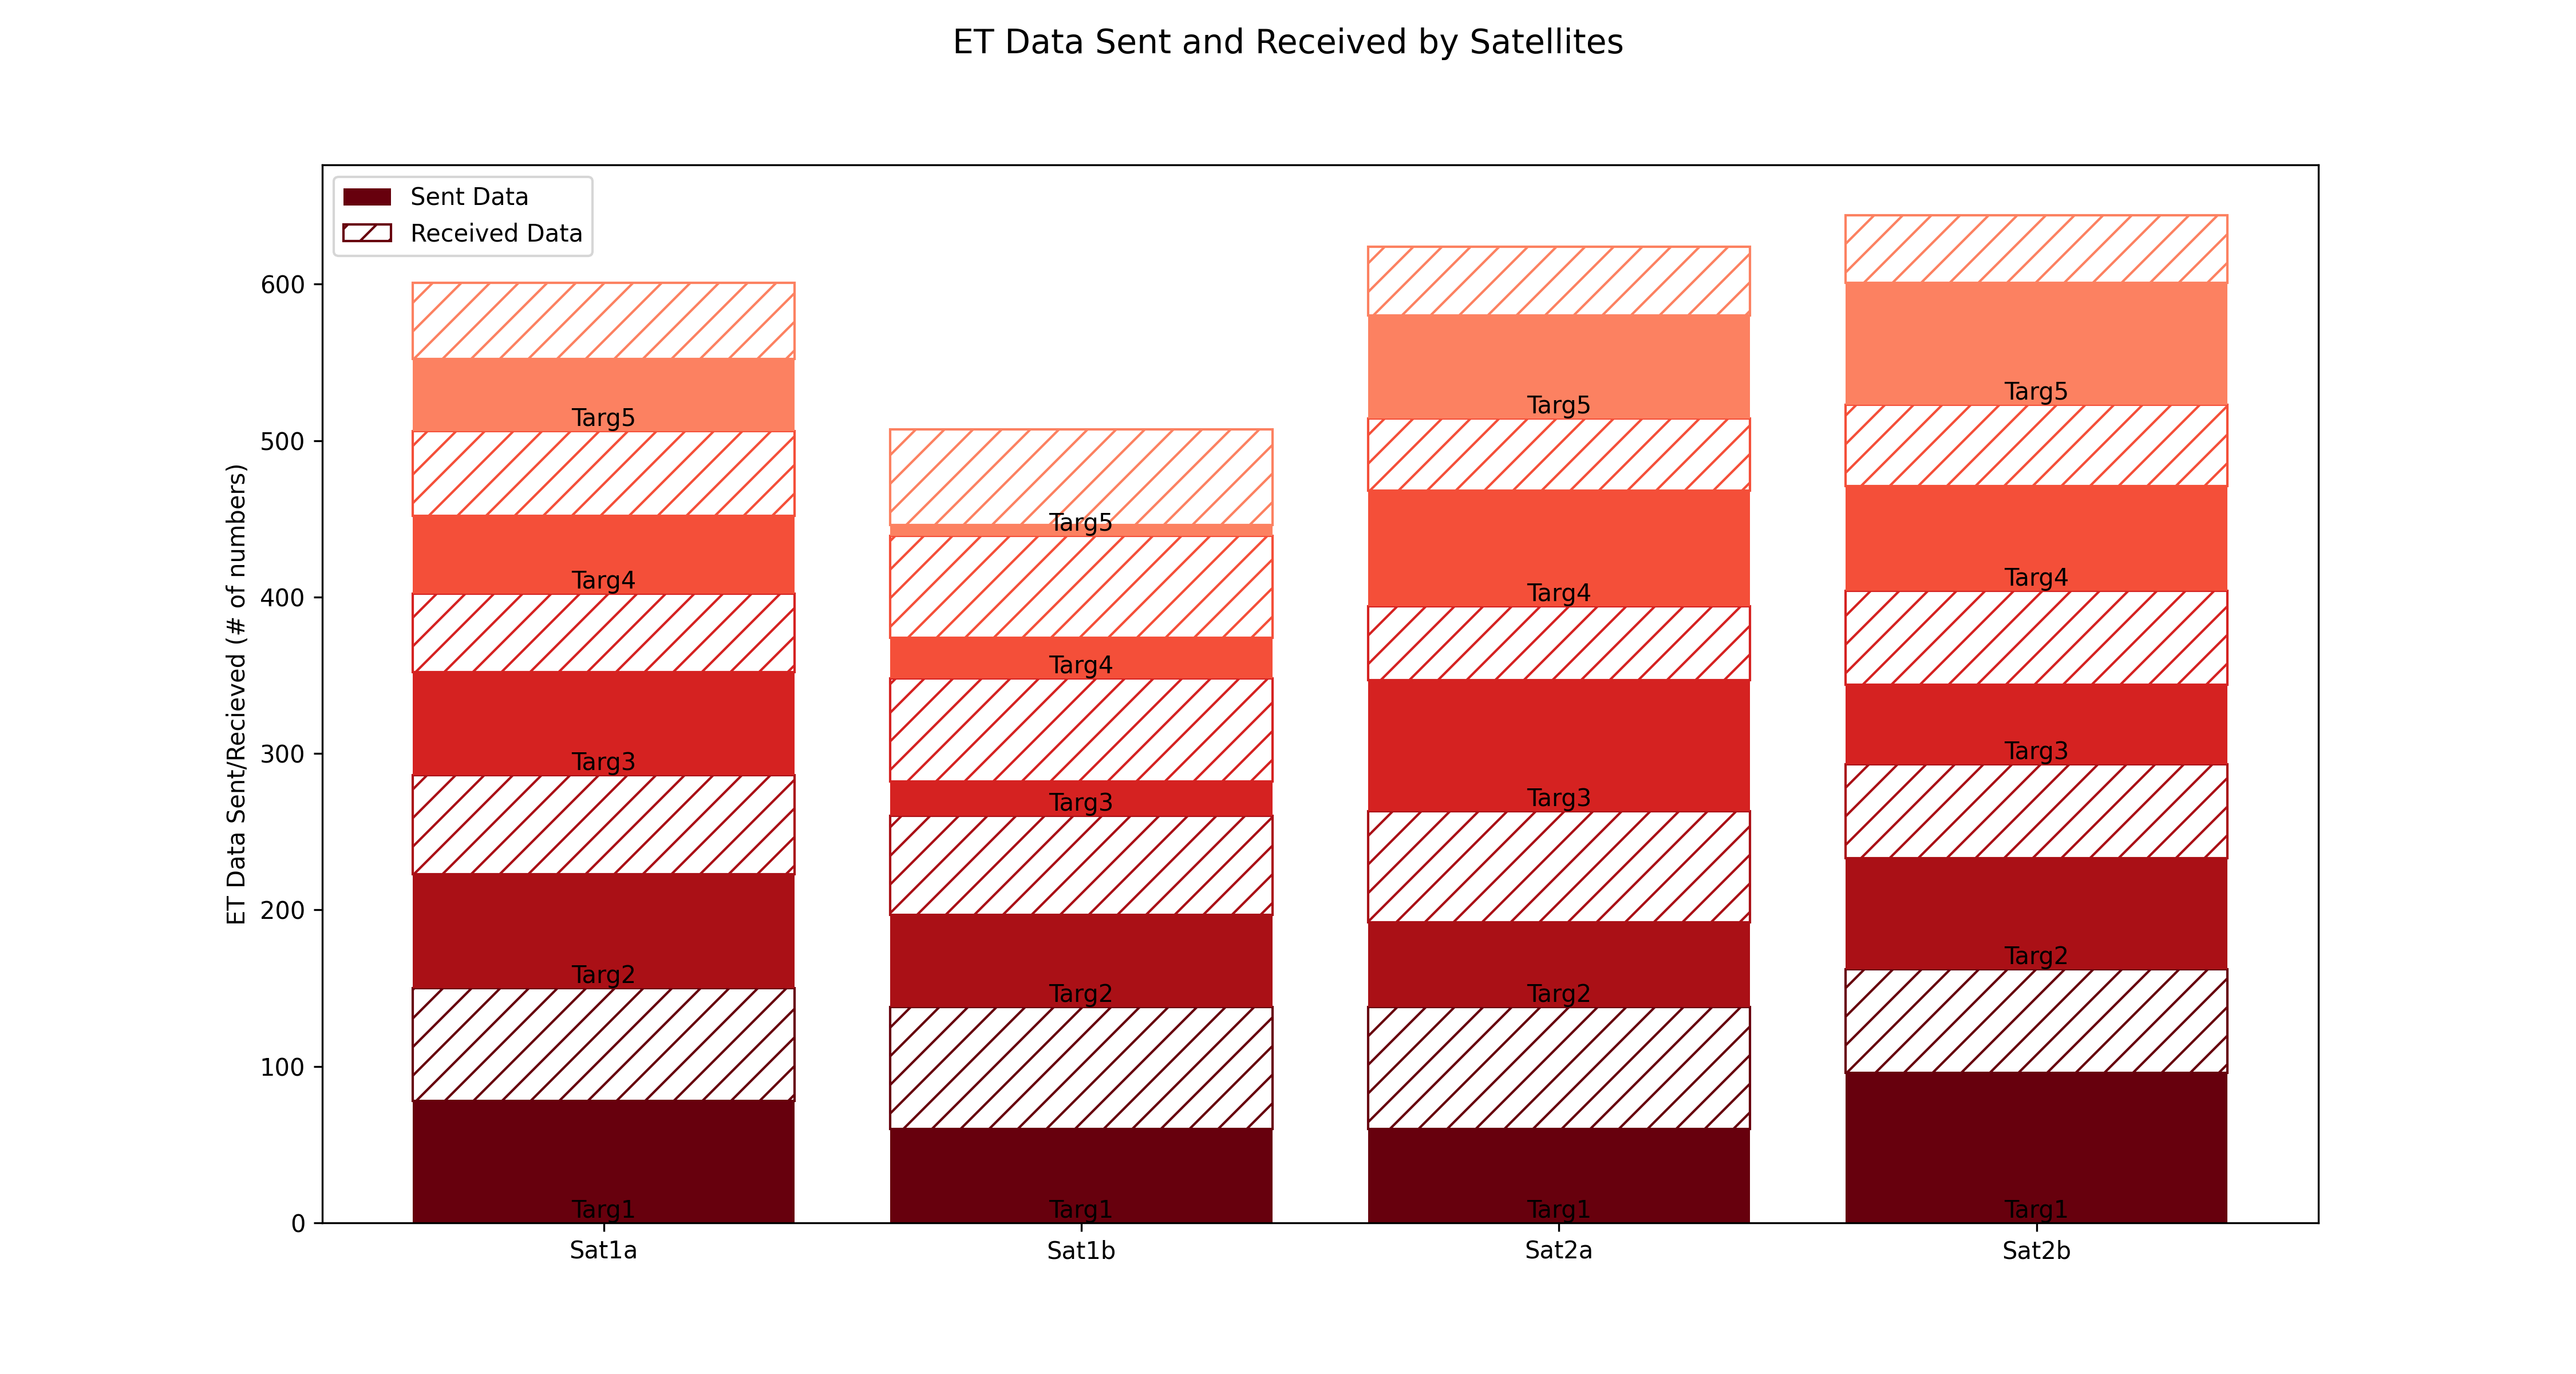 ET Data Sent and Received by Satellites
Sent Data
Received Data
ET Data Sent/Recieved (# of numbers)
600
500
400
300
200
100
0
Targ5
Targ4
Targ3
Targ2
Targ1
Targ5
Targ4
Targ3
Targ2
Targ1
Targ5
Targ4
Targ3
Targ2
Targ1
Targ5
Targ4
Targ3
Targ2
Targ1
Sat1a
Sat1b
Sat2a
Sat2b